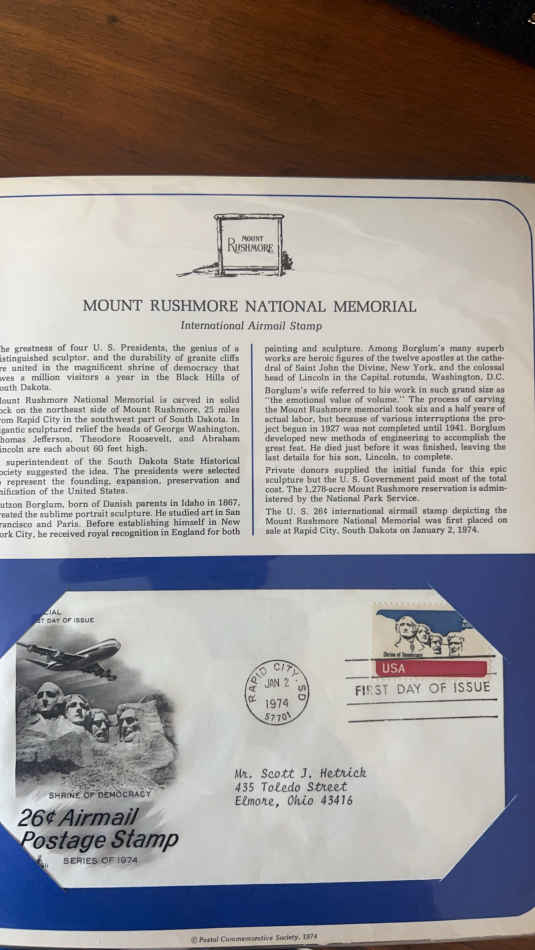 MOUNT
RUSHMORE
MOUNT RUSHMORE NATIONAL MEMORIAL
International Airmail Stamp
he greatness of four U. S. Presidents, the genius of a
istinguished sculptor, and the durability of granite cliffs
re united in the magnificent shrine of democracy that
wes a million visitors a year in the Black Hills of
outh Dakota.
ount Rushmore National Memorial is carved in solid
ock on the northeast side of Mount Rushmore, 25 miles
rom Rapid City in the southwest part of South Dakota. In
igantic sculptured relief the heads of George Washington,
homas Jefferson, Theodore Roosevelt, and Abraham
incoln are each about 60 feet high.
superintendent of the South Dakota State Historical
ociety suggested the idea. The presidents were selected
represent the founding, expansion, preservation and
nification of the United States.
utzon Borglum, born of Danish parents in Idaho in 1867,
reated the sublime portrait sculpture. He studied art in San
rancisco and Paris. Before establishing himself in New
ork City, he received royal recognition in England for both
painting and sculpture. Among Borglum's many superb
works are heroic figures of the twelve apostles at the cathe-
dral of Saint John the Divine, New York, and the colossal
head of Lincoln in the Capital rotunda, Washington, D.C.
Borglum's wife referred to his work in such grand size as
"the emotional value of volume." The process of carving
the Mount Rushmore memorial took six and a half years of
actual labor, but because of various interruptions the pro-
ject begun in 1927 was not completed until 1941. Borglum
developed new methods of engineering to accomplish the
great feat. He died just before it was finished, leaving the
last details for his son, Lincoln, to complete.
Private donors supplied the initial funds for this epic
sculpture but the U. S. Government paid most of the total
cost. The 1,278-acre Mount Rushmore reservation is admin-
istered by the National Park Service.
The U. S. 26¢ international airmail stamp depicting the
Mount Rushmore National Memorial was first placed on
sale at Rapid City, South Dakota on January 2, 1974.
CIAL
ST DAY OF ISSUE
Shrine of Democracy
USA
RAPID CITY, SD
JAN 2
1974
57701
FIRST DAY OF ISSUE
Mr. Scott J. Hetrick
435 Toledo Street
Elmore, Ohio 43416
SHRINE OF DEMOCRACY
26¢ Airmail
Postage Stamp
SERIES OF 1974
© Postal Commemorative Society, 1974